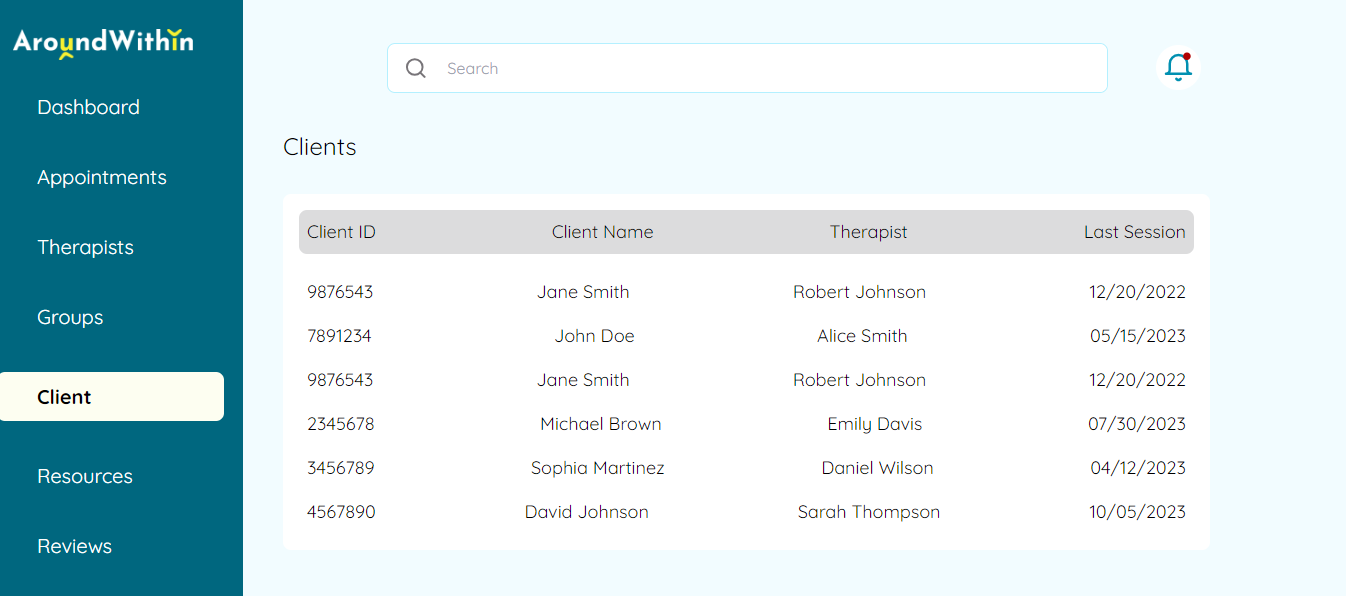 AroundWithin
Dashboard
Appointments
Therapists
Groups
Client
Resources
Reviews
Search
Clients
Client ID Client Name Therapist Last Session
9876543 Jane Smith Robert Johnson 12/20/2022
7891234 John Doe Alice Smith 05/15/2023
9876543 Jane Smith Robert Johnson 12/20/2022
2345678 Michael Brown Emily Davis 07/30/2023
3456789 Sophia Martinez Daniel Wilson 04/12/2023
4567890 David Johnson Sarah Thompson 10/05/2023